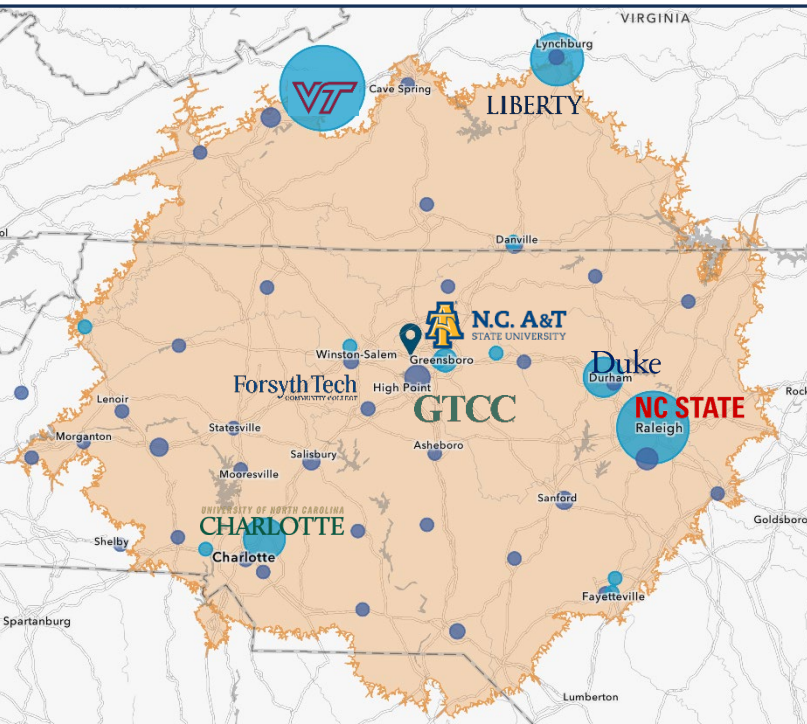 VIRGINIA
Lynchburg
VT
Cave Spring
LIBERTY
ol
Danville
N.C. A&T
STATE UNIVERSITY
Winston-Salem
Greensboro
Duke
Durham
Forsyth Tech
COMMUNITY COLLEGE
High Point
Rock
Lenoir
GTCC
NC STATE
Raleigh
Statesville
Morganton
Asheboro
Salisbury
Mooresville
Sanford
UNIVERSITY OF NORTH CAROLINA
CHARLOTTE
Goldsboro
Shelby
Charlotte
Fayetteville
Spartanburg
Lumberton